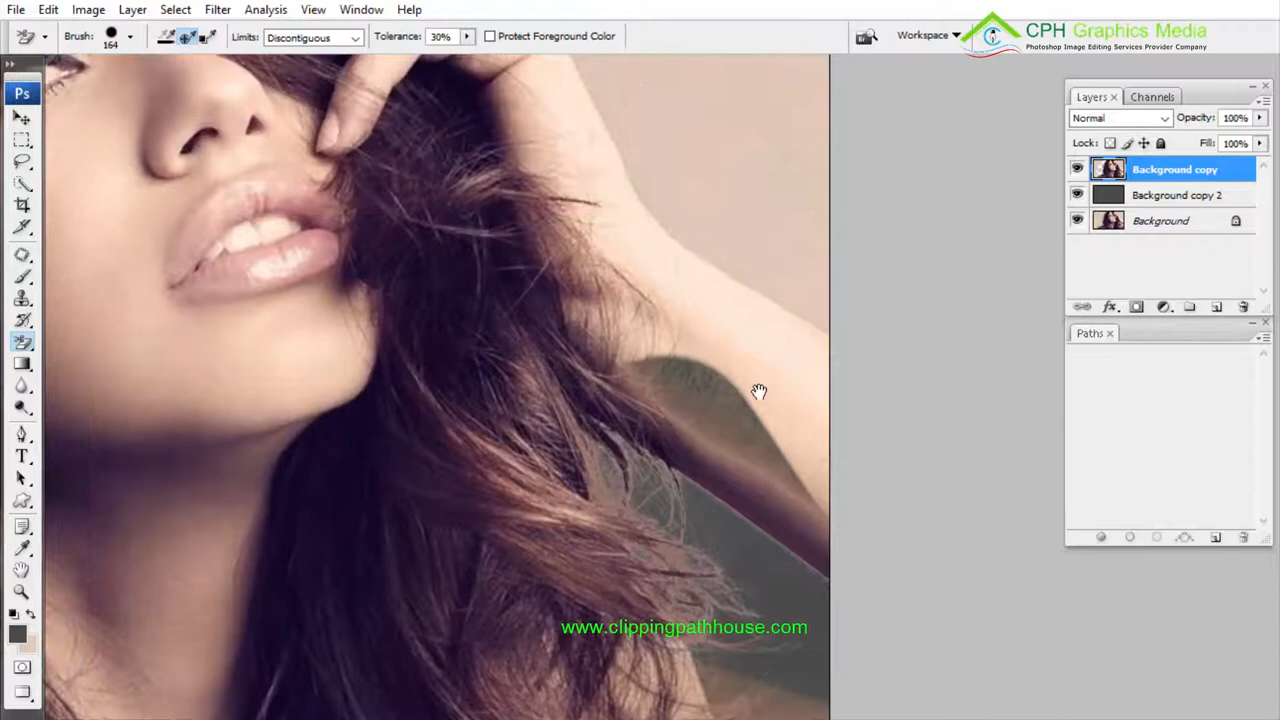 File Edit Image Layer Select Filter Analysis View Window Help
Brush: 164 Limits: Discontiguous Tolerance: 30% Protect Foreground Color
Workspace
CPH Graphics Media
Photoshop Image Editing Services Provider Company
Ps
Layers Channels
Normal Opacity: 100%
Lock: Fill: 100%
Background copy
Background copy 2
Background
Paths
www.clippingpathhouse.com